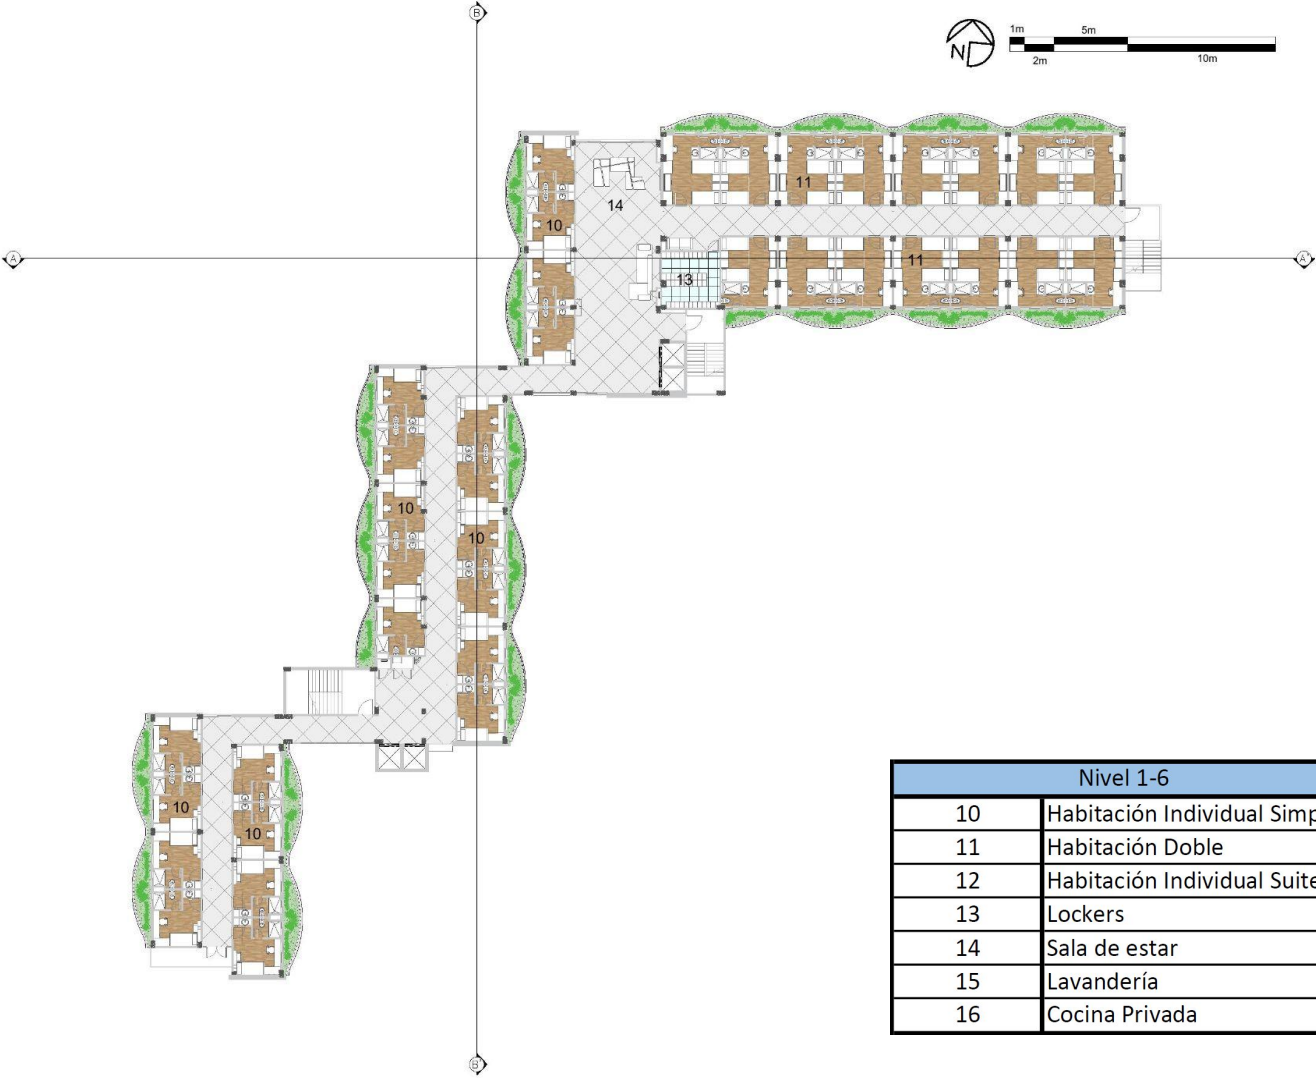 B
N
1m
5m
2m
10m
11
14
10
A
11
A'
13
10
10
10
10
Nivel 1-6
10 Habitación Individual Simp
11 Habitación Doble
12 Habitación Individual Suite
13 Lockers
14 Sala de estar
15 Lavandería
16 Cocina Privada
B'